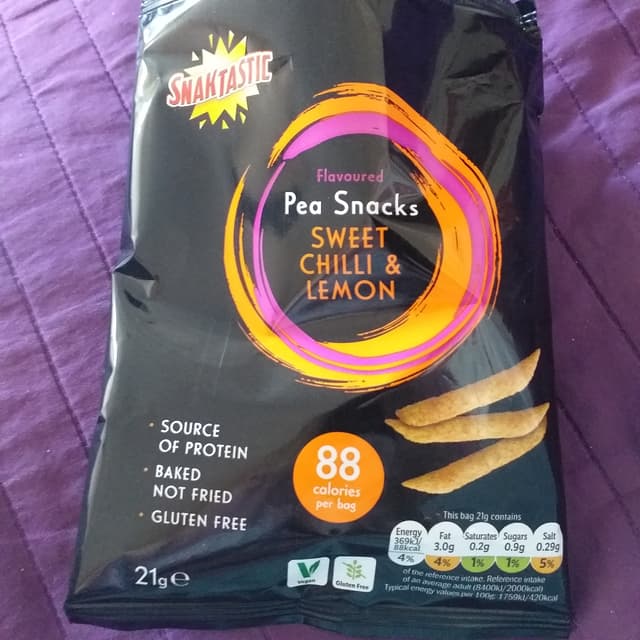 SNAKTASTIC
Flavoured
Pea Snacks
SWEET
CHILLI &
LEMON
• SOURCE
OF PROTEIN
• BAKED
NOT FRIED
• GLUTEN FREE
88
calories
per bag
This bag 21g contains
Energy Fat Saturates Sugars Salt
369kJ/ 3.0g 0.2g 0.9g 0.29g
88kcal
4% 4% 1% 1% 5%
of the reference intake. Reference intake
of an average adult (8400kJ/2000kcal)
Typical energy values per 100g: 1759kJ/420kcal
21g e
Vegan
Gluten Free